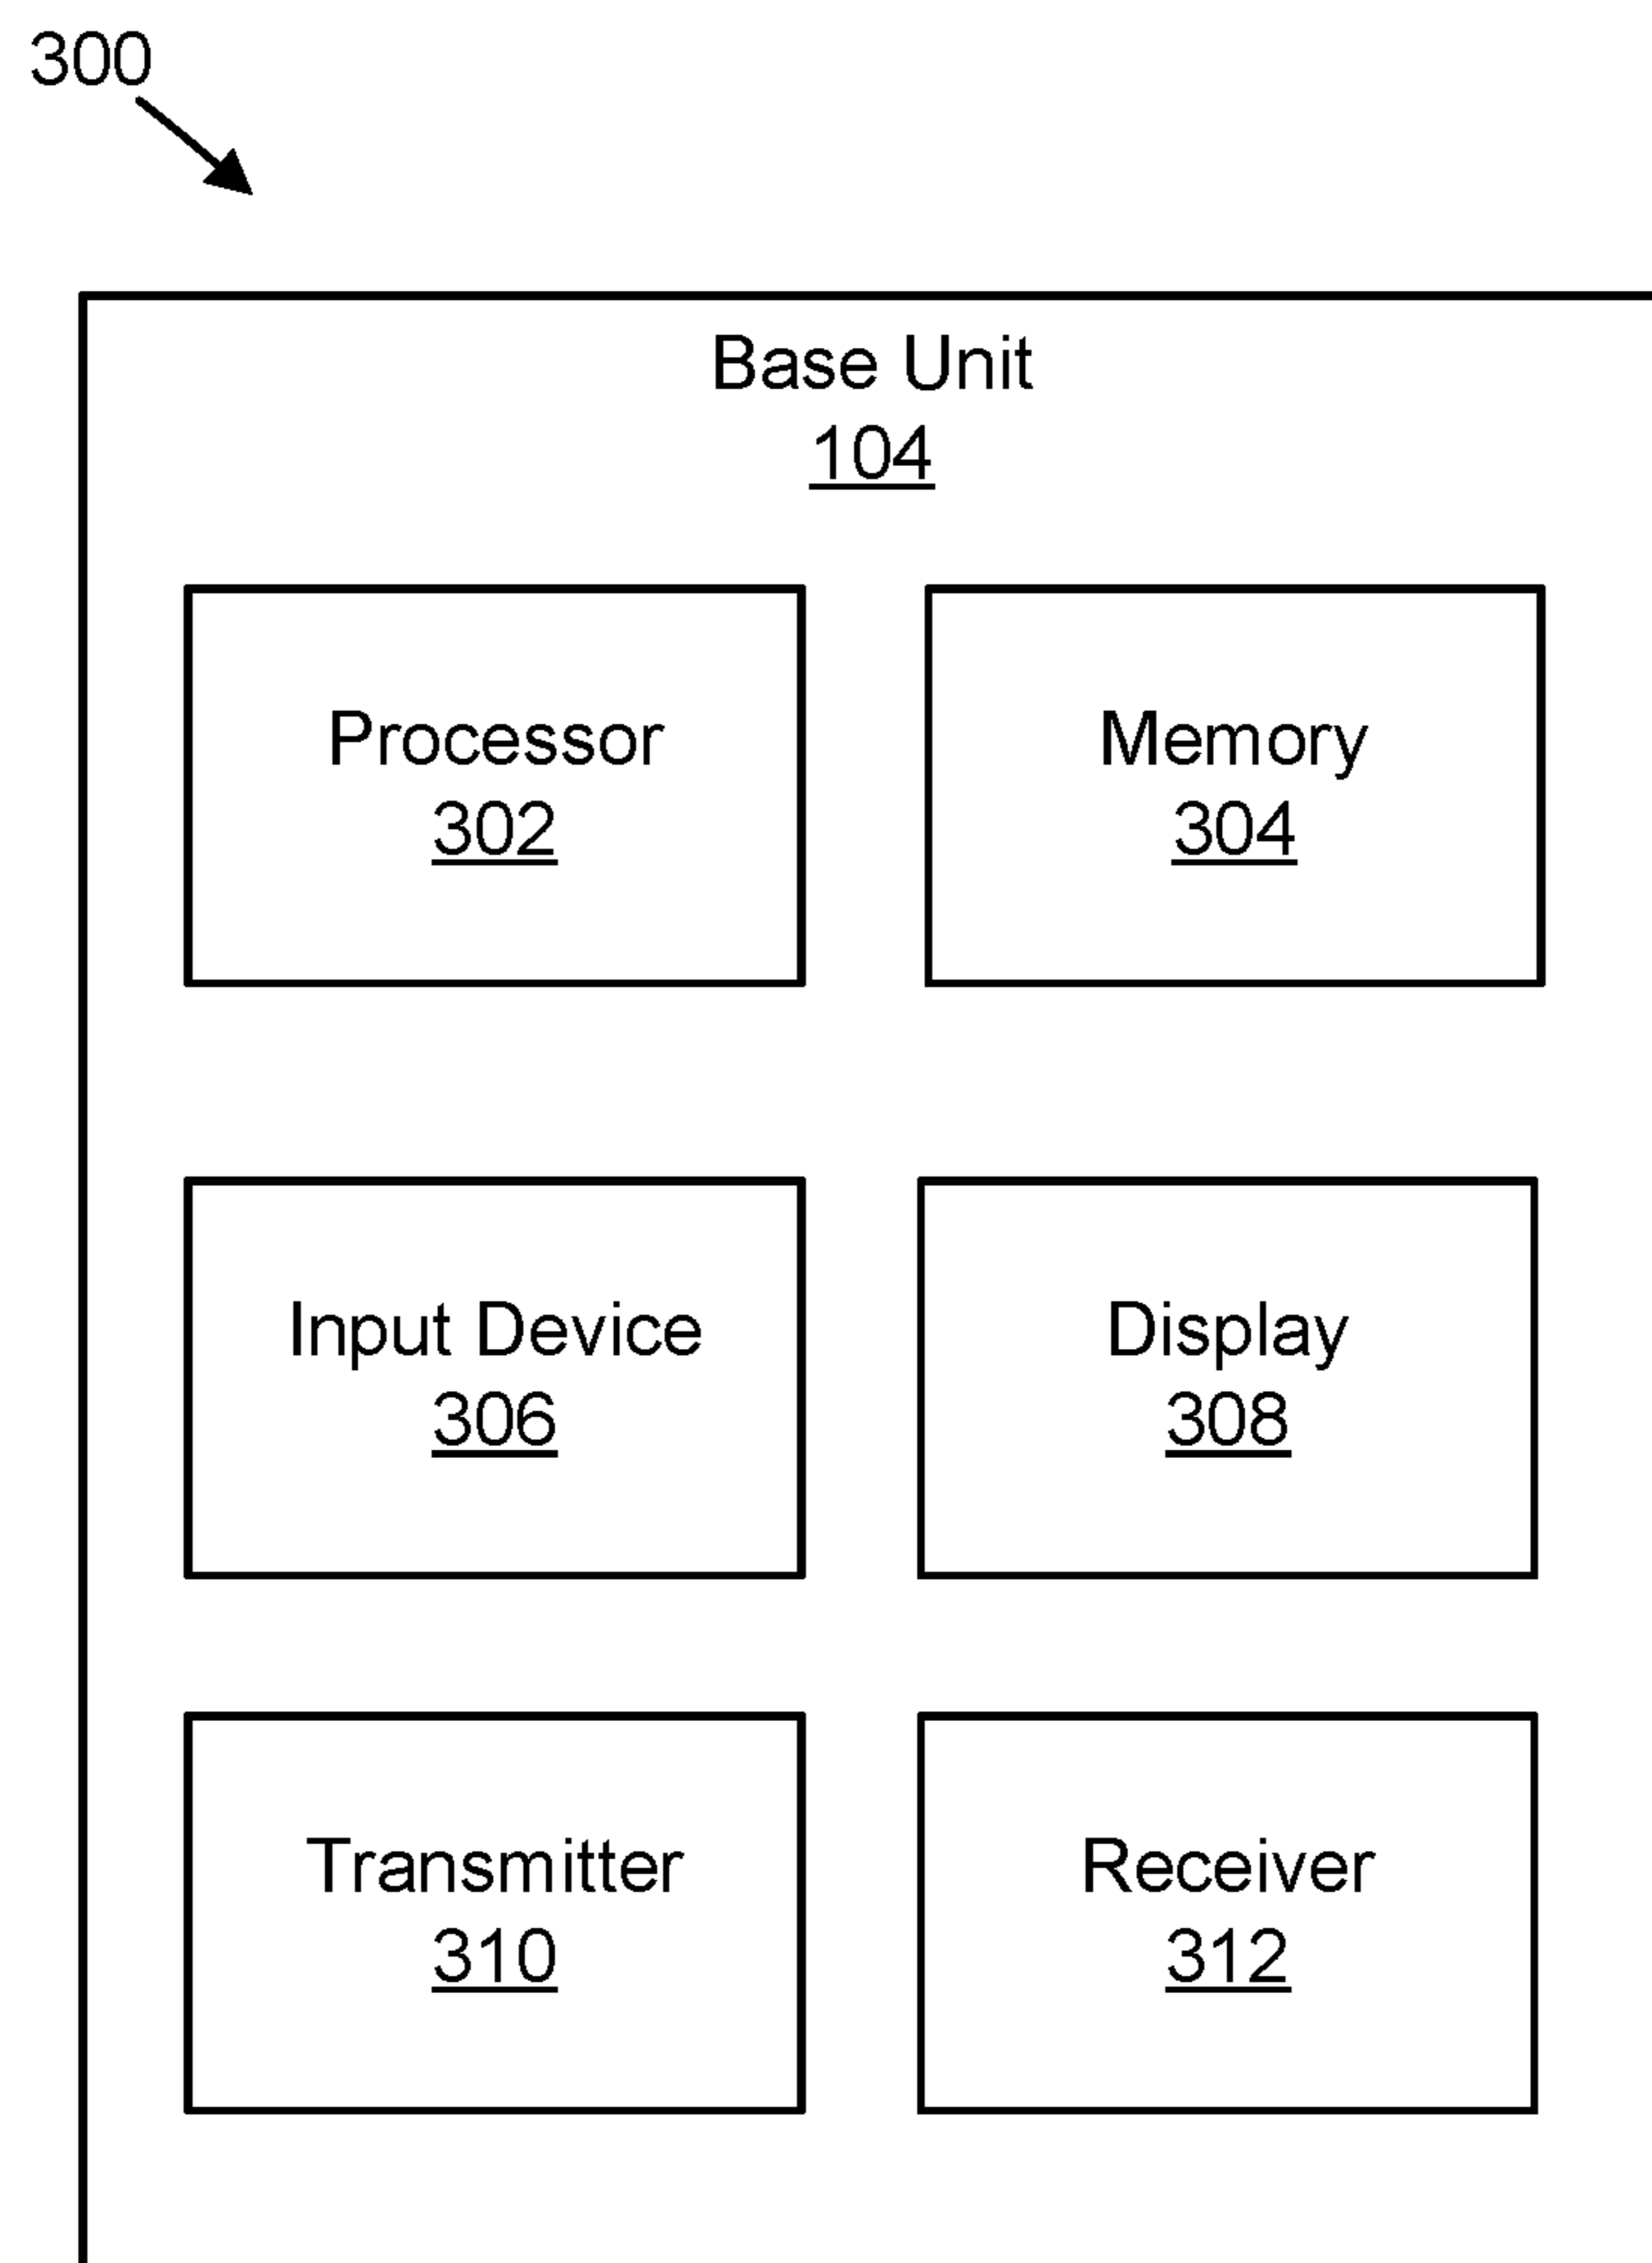 300
Base Unit
104
Processor
302
Memory
304
Input Device
306
Display
308
Transmitter
310
Receiver
312